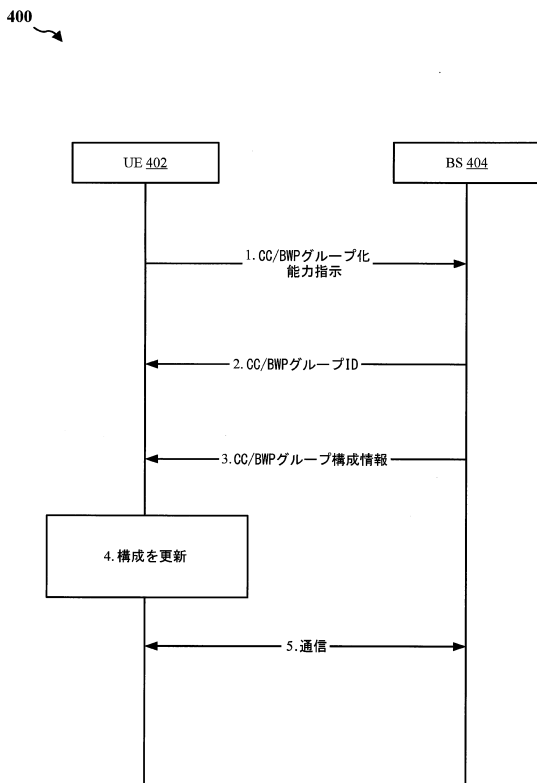 400
UE 402
BS 404
1. CC/BWPグループ化
能力指示
2. CC/BWPグループID
3. CC/BWPグループ構成情報
4. 構成を更新
5. 通信